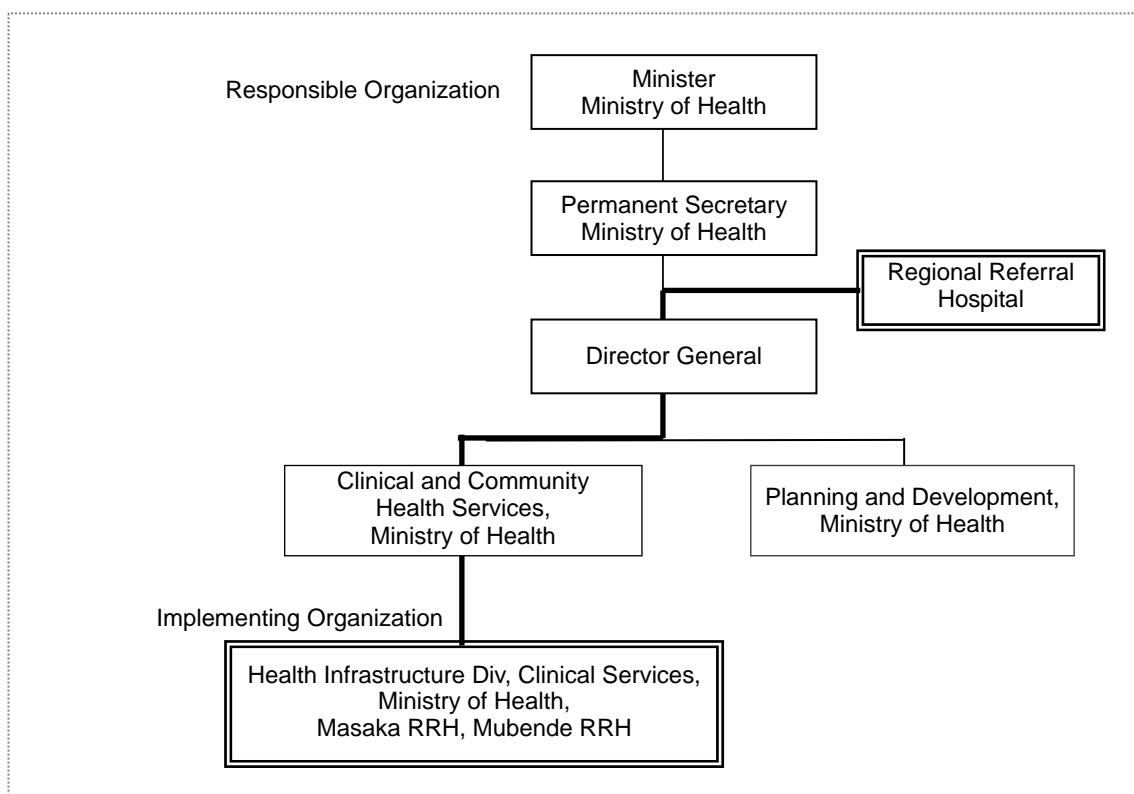 Responsible Organization
Minister
Ministry of Health
Permanent Secretary
Ministry of Health
Regional Referral
Hospital
Director General
Clinical and Community
Health Services,
Ministry of Health
Planning and Development,
Ministry of Health
Implementing Organization
Health Infrastructure Div, Clinical Services,
Ministry of Health,
Masaka RRH, Mubende RRH